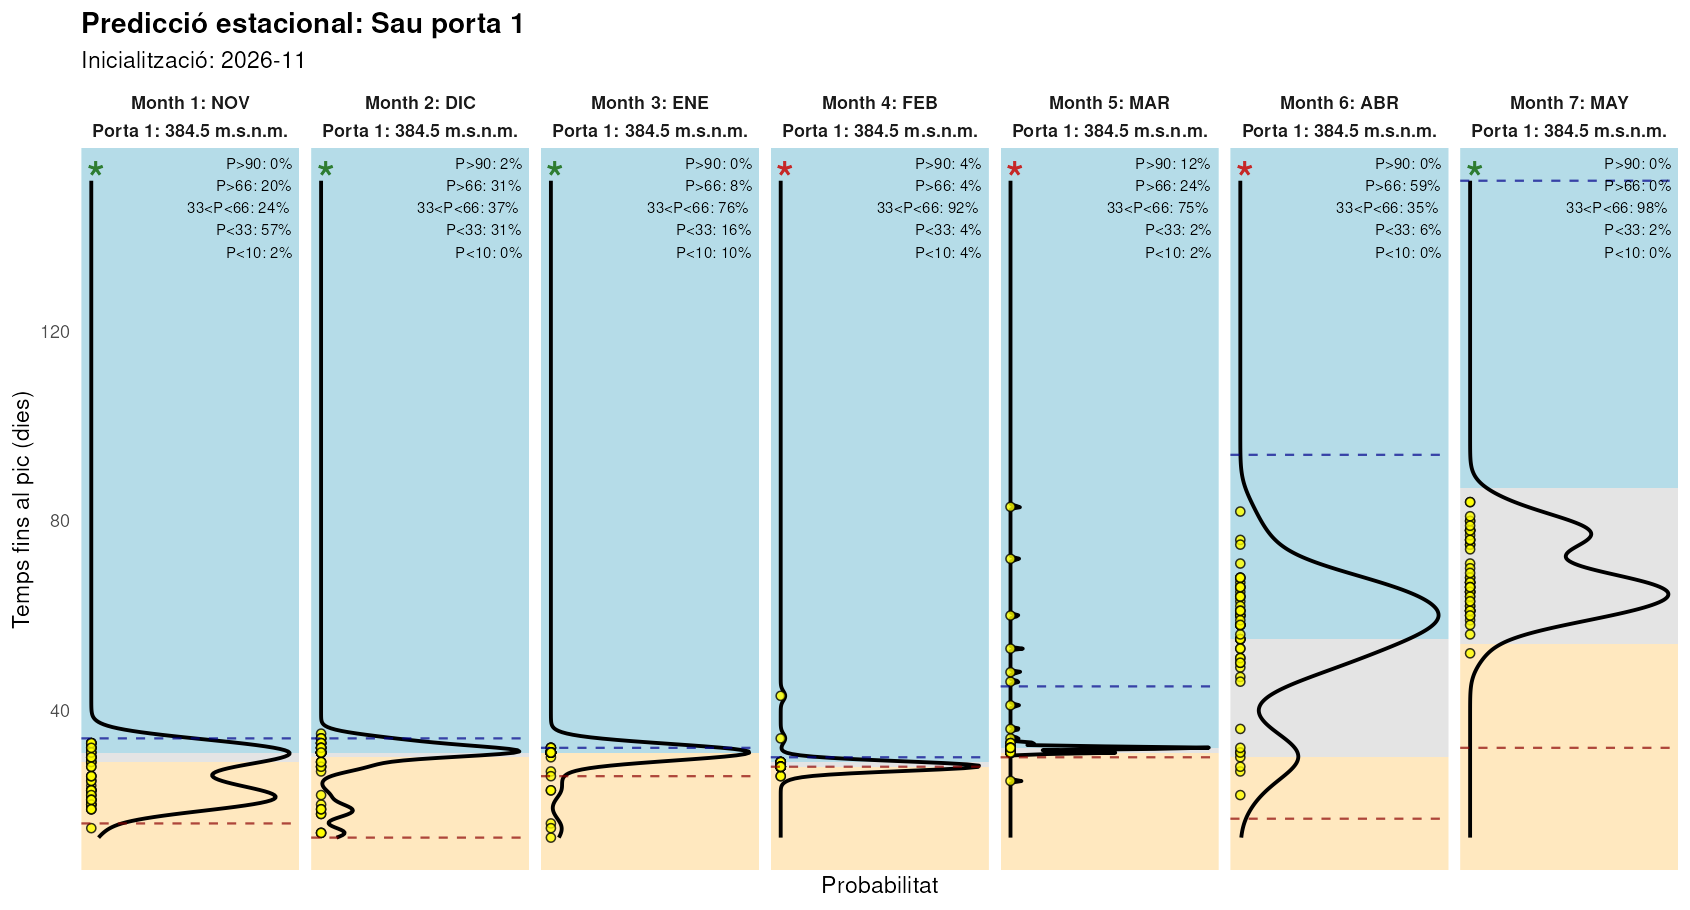 Predicció estacional: Sau porta 1
Inicialització: 2026-11
Month 1: NOV
Porta 1: 384.5 m.s.n.m.
Month 2: DIC
Porta 1: 384.5 m.s.n.m.
Month 3: ENE
Porta 1: 384.5 m.s.n.m.
Month 4: FEB
Porta 1: 384.5 m.s.n.m.
Month 5: MAR
Porta 1: 384.5 m.s.n.m.
Month 6: ABR
Porta 1: 384.5 m.s.n.m.
Month 7: MAY
Porta 1: 384.5 m.s.n.m.
*
P>90: 0%
P>66: 20%
33<P<66: 24%
P<33: 57%
P<10: 2%
*
P>90: 2%
P>66: 31%
33<P<66: 37%
P<33: 31%
P<10: 0%
*
P>90: 0%
P>66: 8%
33<P<66: 76%
P<33: 16%
P<10: 10%
*
P>90: 4%
P>66: 4%
33<P<66: 92%
P<33: 4%
P<10: 4%
*
P>90: 12%
P>66: 24%
33<P<66: 75%
P<33: 2%
P<10: 2%
*
P>90: 0%
P>66: 59%
33<P<66: 35%
P<33: 6%
P<10: 0%
*
P>90: 0%
P>66: 0%
33<P<66: 98%
P<33: 2%
P<10: 0%
Temps fins al pic (dies)
120
80
40
Probabilitat